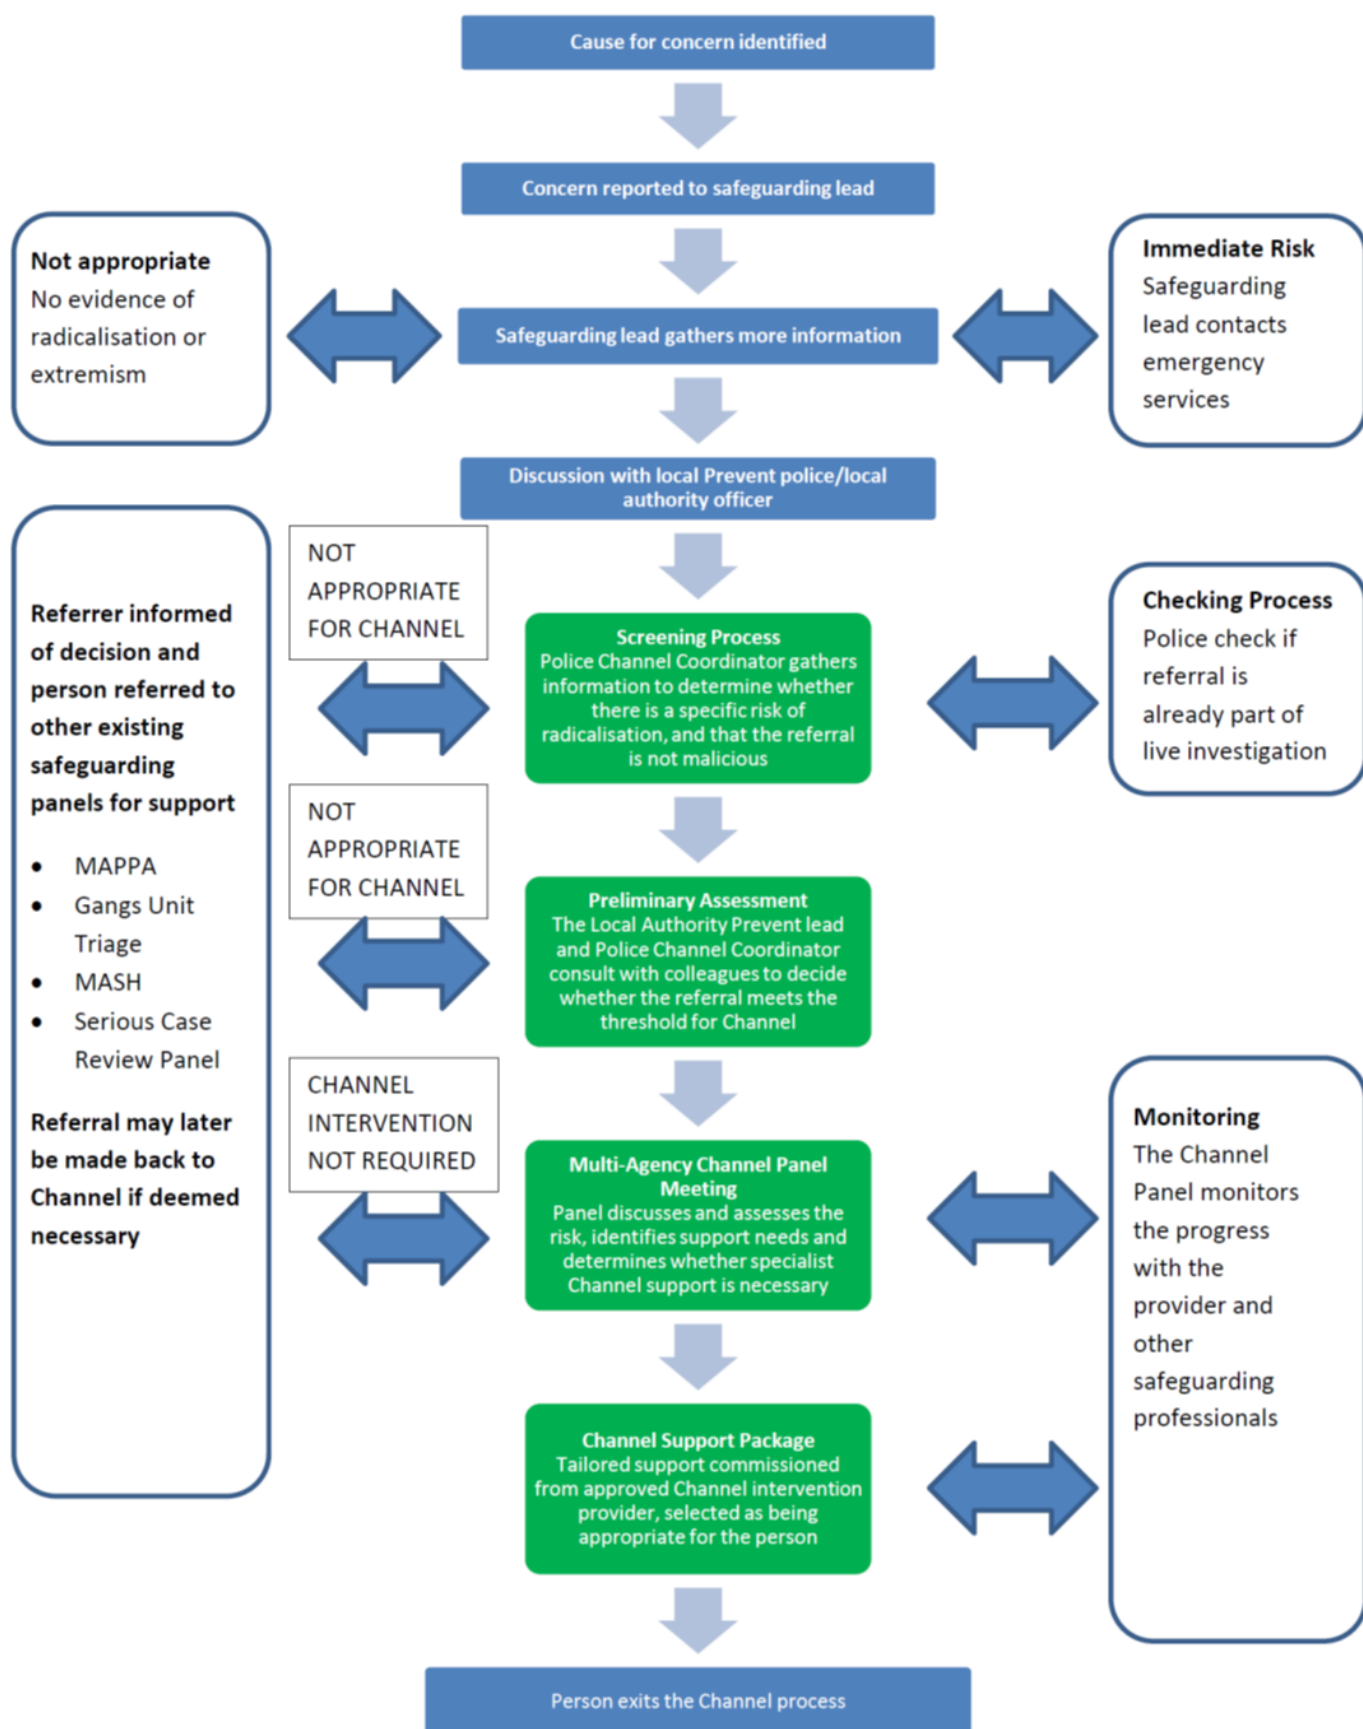 Cause for concern identified
Concern reported to safeguarding lead
Not appropriate
No evidence of
radicalisation or
extremism
Safeguarding lead gathers more information
Immediate Risk
Safeguarding
lead contacts
emergency
services
Discussion with local Prevent police/local
authority officer
Referrer informed
of decision and
person referred to
other existing
safeguarding
panels for support
• MAPPA
• Gangs Unit
Triage
• MASH
• Serious Case
Review Panel
Referral may later
be made back to
Channel if deemed
necessary
NOT
APPROPRIATE
FOR CHANNEL
Screening Process
Police Channel Coordinator gathers
information to determine whether
there is a specific risk of
radicalisation, and that the referral
is not malicious
Checking Process
Police check if
referral is
already part of
live investigation
NOT
APPROPRIATE
FOR CHANNEL
Preliminary Assessment
The Local Authority Prevent lead
and Police Channel Coordinator
consult with colleagues to decide
whether the referral meets the
threshold for Channel
CHANNEL
INTERVENTION
NOT REQUIRED
Multi-Agency Channel Panel
Meeting
Panel discusses and assesses the
risk, identifies support needs and
determines whether specialist
Channel support is necessary
Monitoring
The Channel
Panel monitors
the progress
with the
provider and
other
safeguarding
professionals
Channel Support Package
Tailored support commissioned
from approved Channel intervention
provider, selected as being
appropriate for the person
Person exits the Channel process